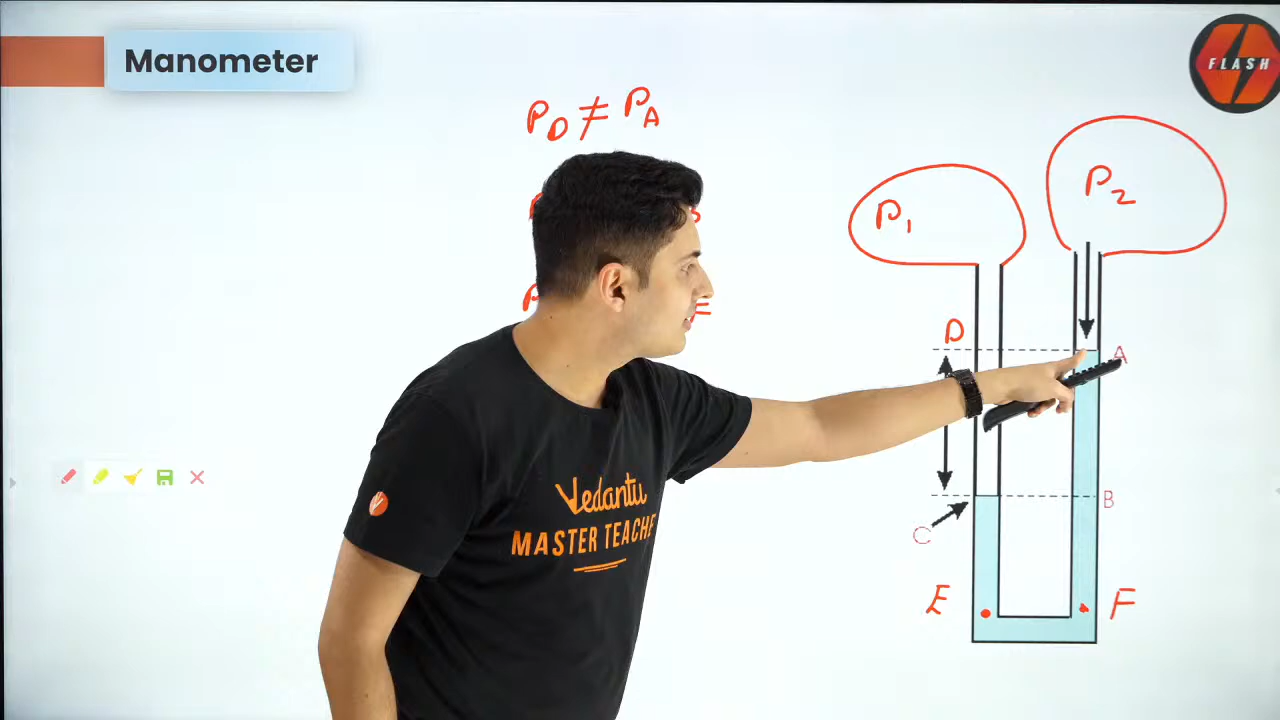 Manometer
FLASH
P_D ≠ P_A
P_1
P_2
D
A
B
C
E
F
Vedantu
MASTER TEACHE